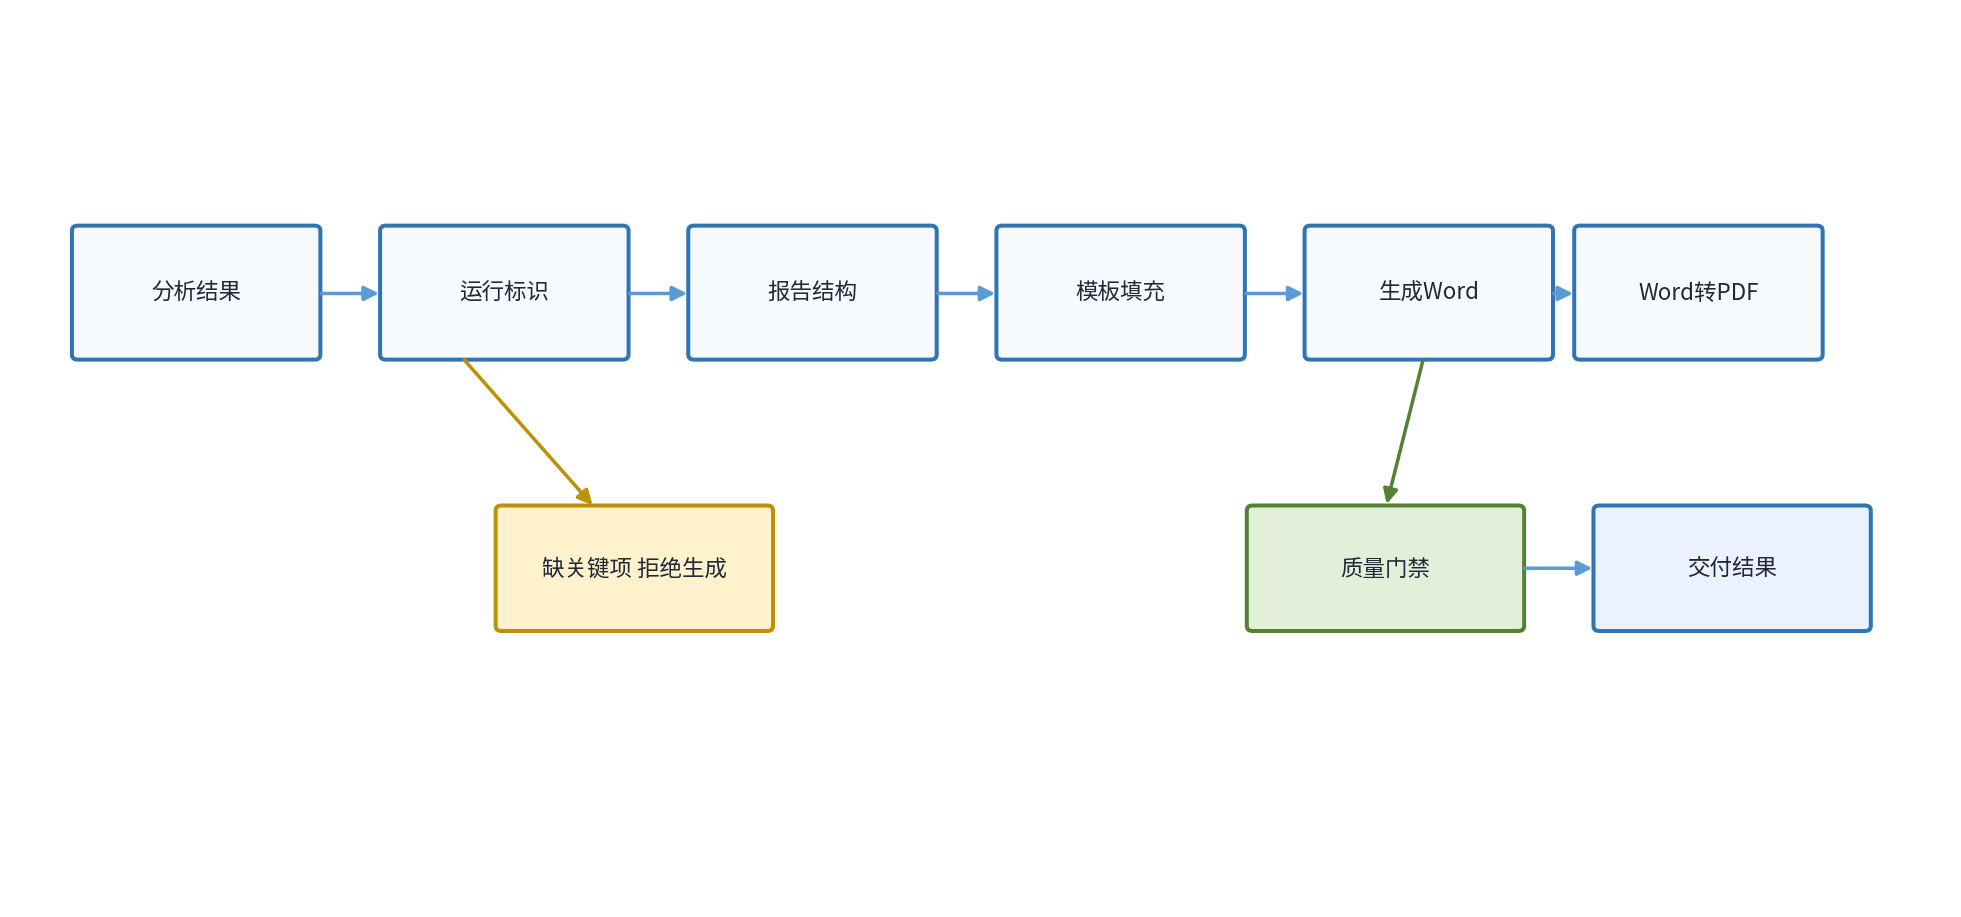 分析结果
运行标识
报告结构
模板填充
生成Word
Word转PDF
缺关键项 拒绝生成
质量门禁
交付结果